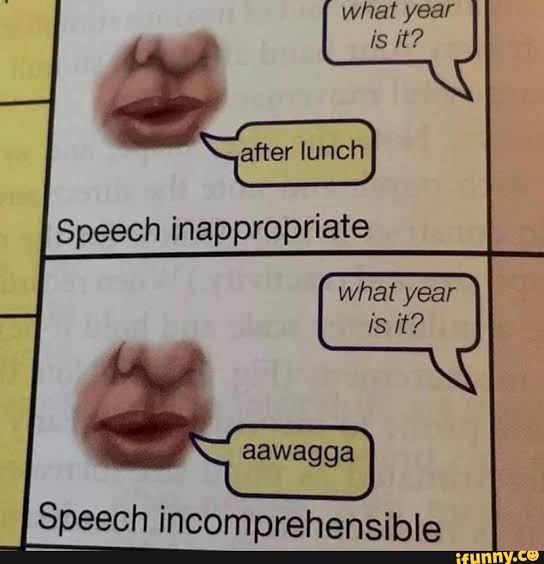 what year
is it?
after lunch
Speech inappropriate
what year
is it?
aawagga
Speech incomprehensible
ifunny.co